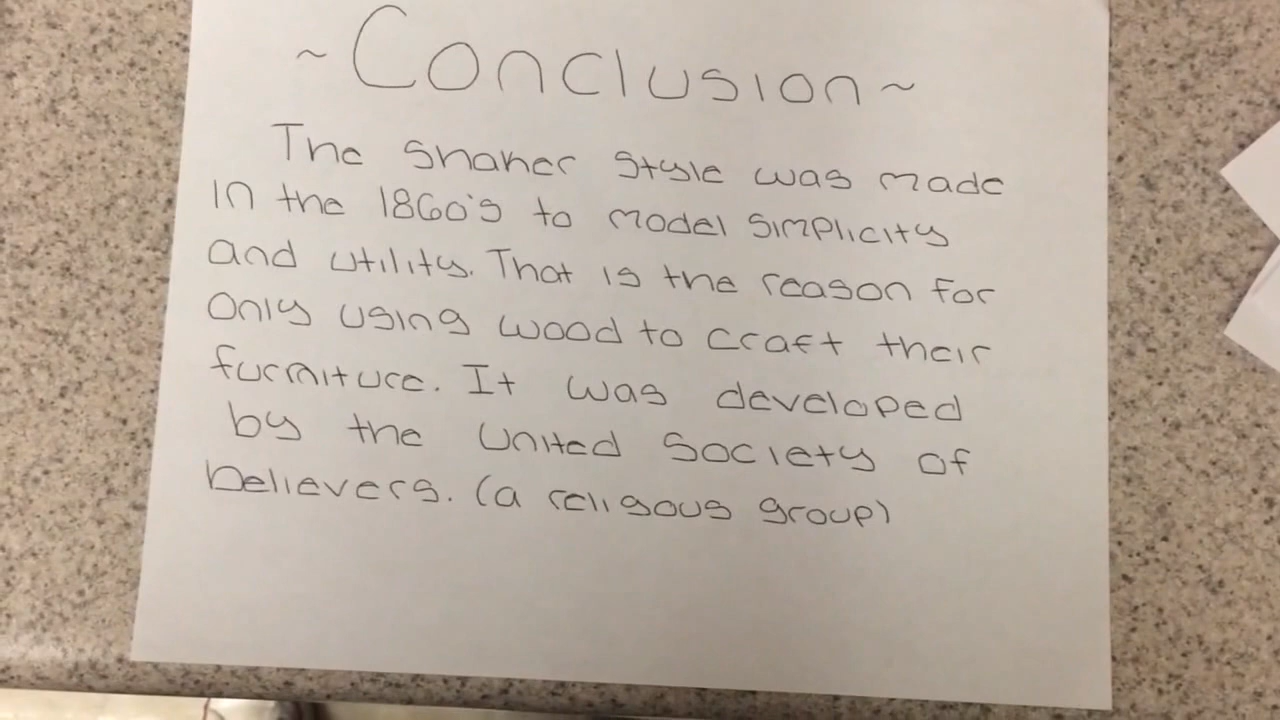 ~Conclusion~
The Shaker Style was made
in the 1860's to model simplicity
and utility. That is the reason for
only using wood to craft their
furniture. It was developed
by the United Society of
believers. (a religous group)